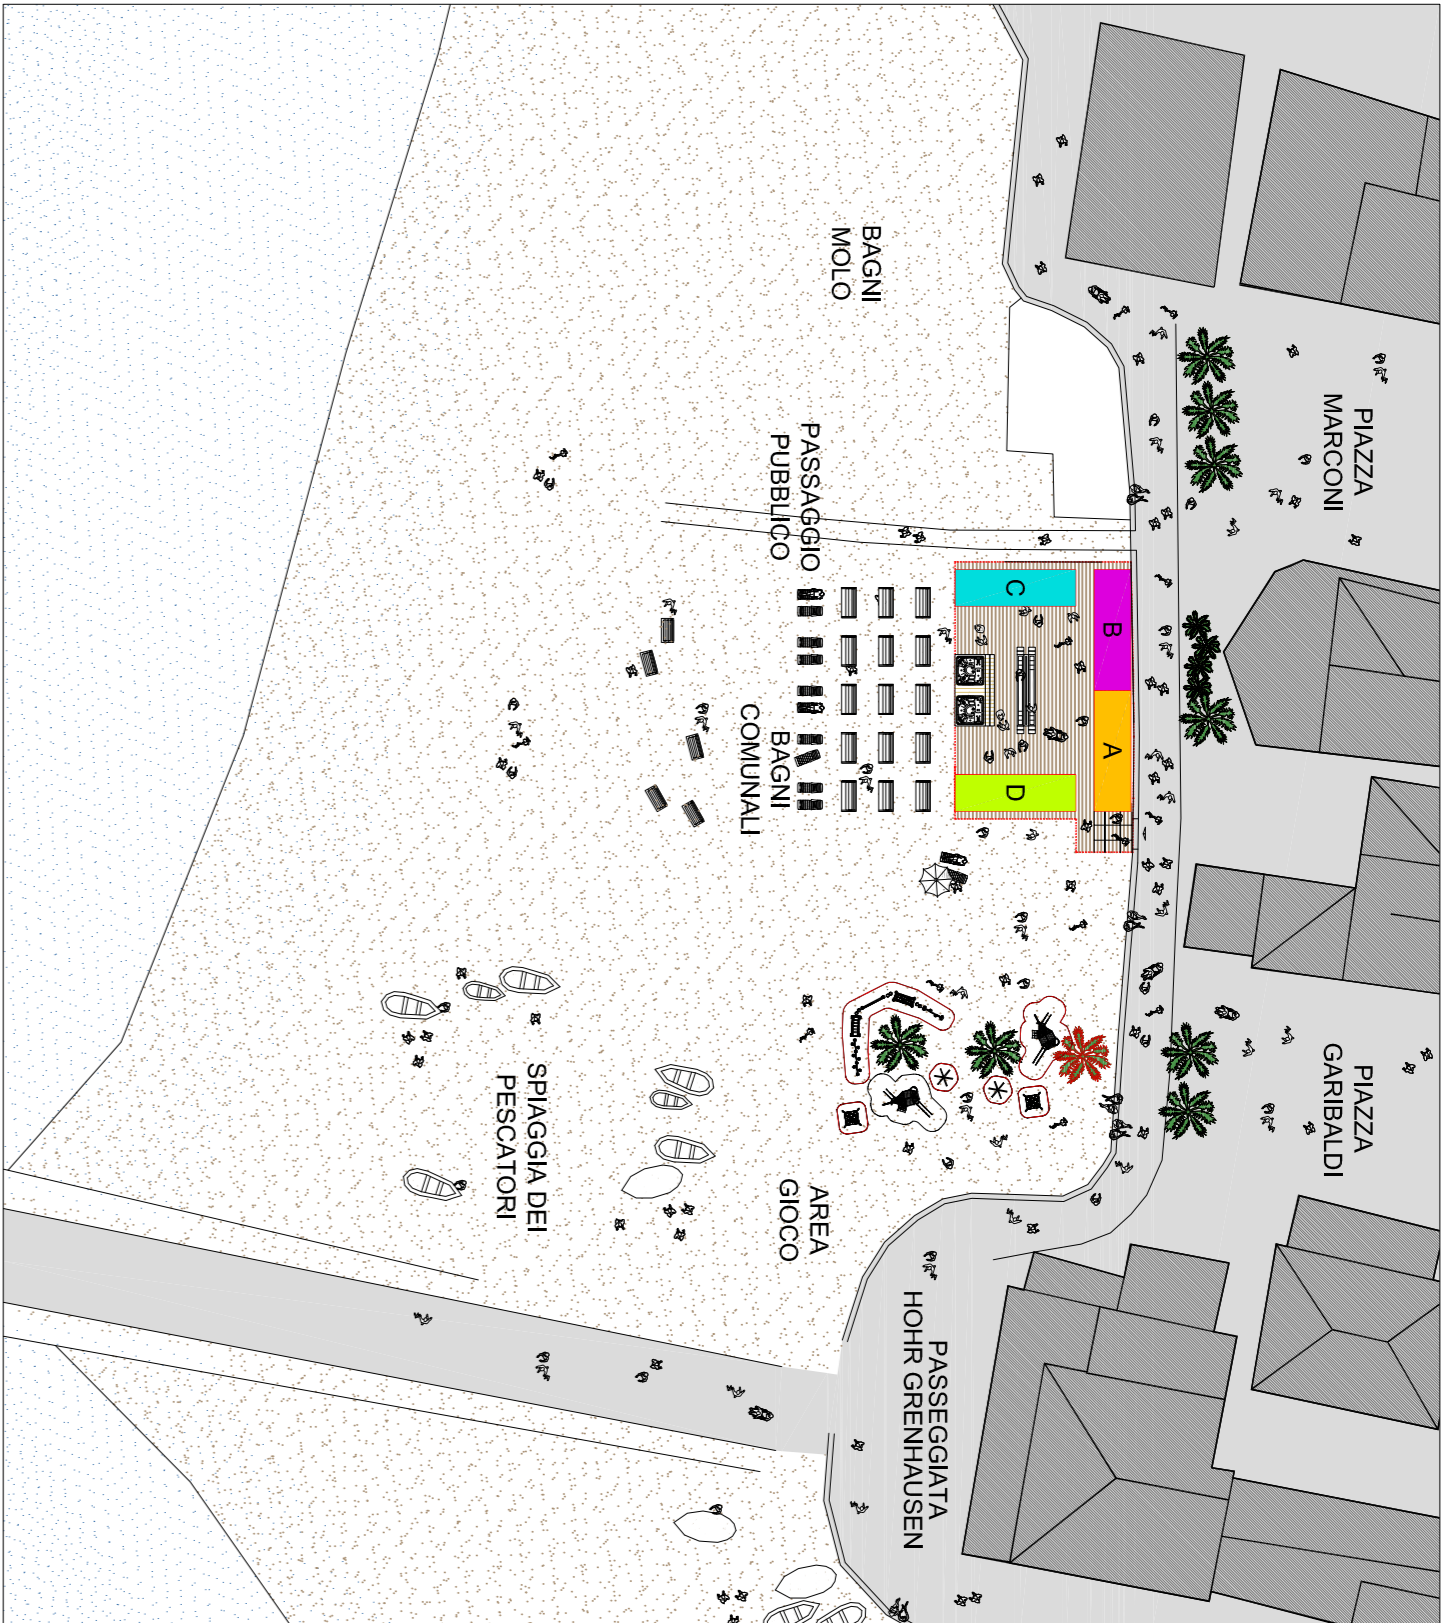 PIAZZA
MARCONI
PIAZZA
GARIBALDI
BAGNI
MOLO
PASSAGGIO
PUBBLICO
B
A
C
D
BAGNI
COMUNALI
AREA
GIOCO
PASSEGGIATA
HOHR GRENHAUSEN
SPIAGGIA DEI
PESCATORI